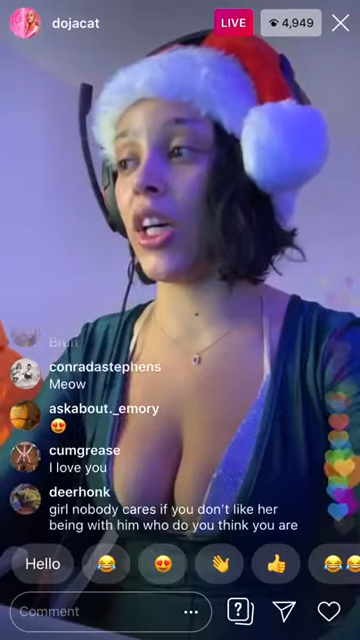 dojacat
LIVE
4,949
Bruh
conradastephens
Meow
askabout._emory
😍
cumgrease
I love you
deerhonk
girl nobody cares if you don't like her
being with him who do you think you are
Hello 😂 😍 👋 👍 😂😂
Comment